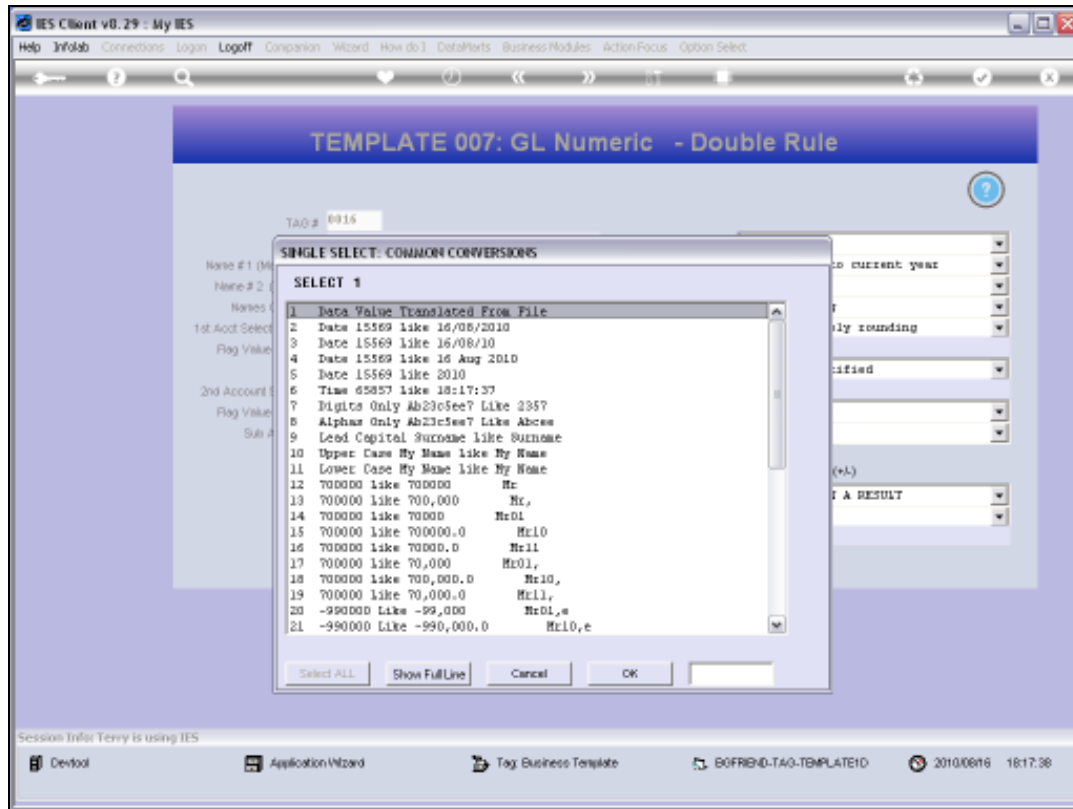 IES Client v8.29 : My IES
Help Infolab Connections Logon Logoff Companion Wizard How do I DataMarts Business Modules Action Focus Option Select
TEMPLATE 007: GL Numeric - Double Rule
TAG # 0016
Name # 1 o current year
Name # 2
Names
1st Acct Select ly rounding
Flag Value
2nd Account
Flag Value
Sub #
(+/-)
A RESULT
SINGLE SELECT: COMMON CONVERSIONS
SELECT 1
1 Data Value Translated From File
2 Date 15569 like 16/08/2010
3 Date 15569 like 16/08/10
4 Date 15569 like 16 Aug 2010
5 Date 15569 like 2010
6 Time 65857 like 18:17:37
7 Digits Only Ab23c5ee7 Like 2357
8 Alphas Only Ab23c5ee7 Like Abcee
9 Lead Capital Surname like Surname
10 Upper Case My Name like My Name
11 Lower Case My Name like My Name
12 700000 like 700000 Mr
13 700000 like 700,000 Mr,
14 700000 like 70000 Mr01
15 700000 like 700000.0 Mr10
16 700000 like 70000.0 Mr11
17 700000 like 70,000 Mr01,
18 700000 like 700,000.0 Mr10,
19 700000 like 70,000.0 Mr11,
20 -990000 Like -99,000 Mr01,e
21 -990000 Like -990,000.0 Mr10,e
Select ALL Show Full Line Cancel OK
Session Info: Terry is using IES
Devtool Application Wizard Tag: Business Template BGFRIEND-TAG-TEMPLATE1D 2010/08/16 18:17:38